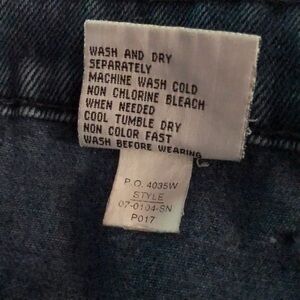 WASH AND DRY
SEPARATELY
MACHINE WASH COLD
NON CHLORINE BLEACH
WHEN NEEDED
COOL TUMBLE DRY
NON COLOR FAST
WASH BEFORE WEARING
P.O. 4035W
STYLE
07-0104-SN
P017